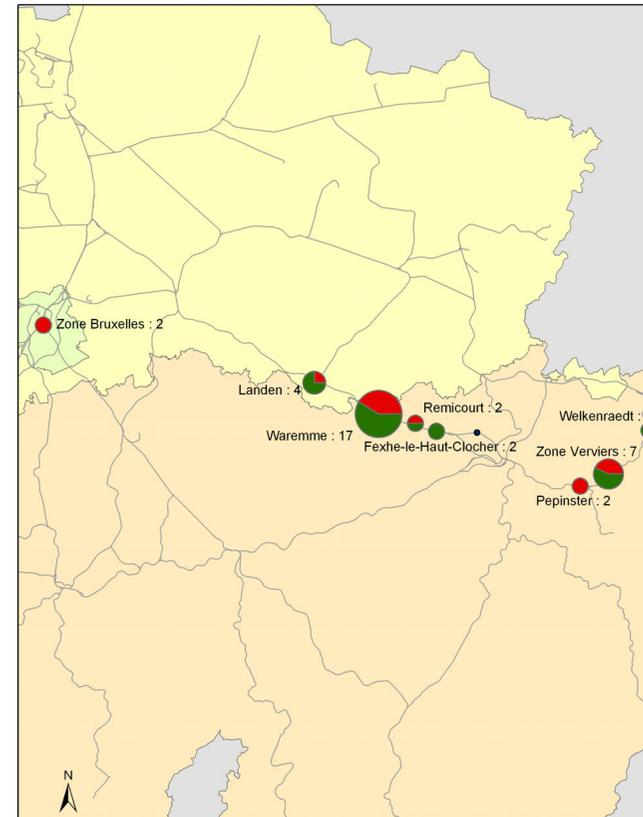 Zone Bruxelles : 2
Landen : 4
Remicourt : 2
Waremme : 17
Fexhe-le-Haut-Clocher : 2
Welkenraedt :
Zone Verviers : 7
Pepinster : 2
N